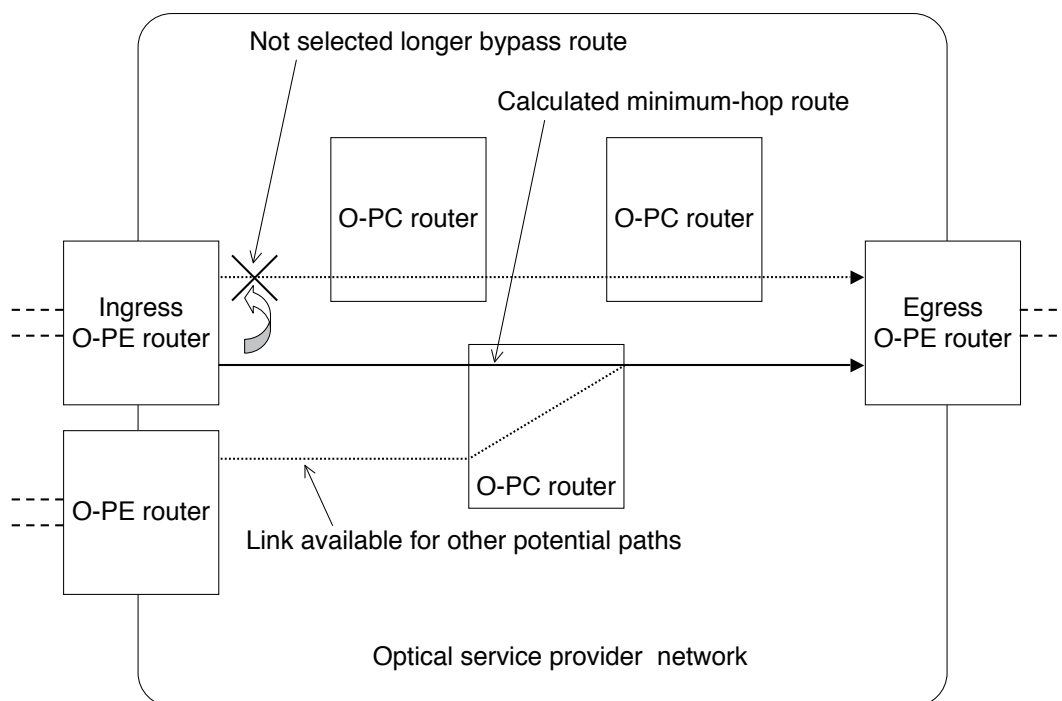 Not selected longer bypass route
Calculated minimum-hop route
O-PC router
O-PC router
Ingress
O-PE router
Egress
O-PE router
O-PC router
O-PE router
Link available for other potential paths
Optical service provider network